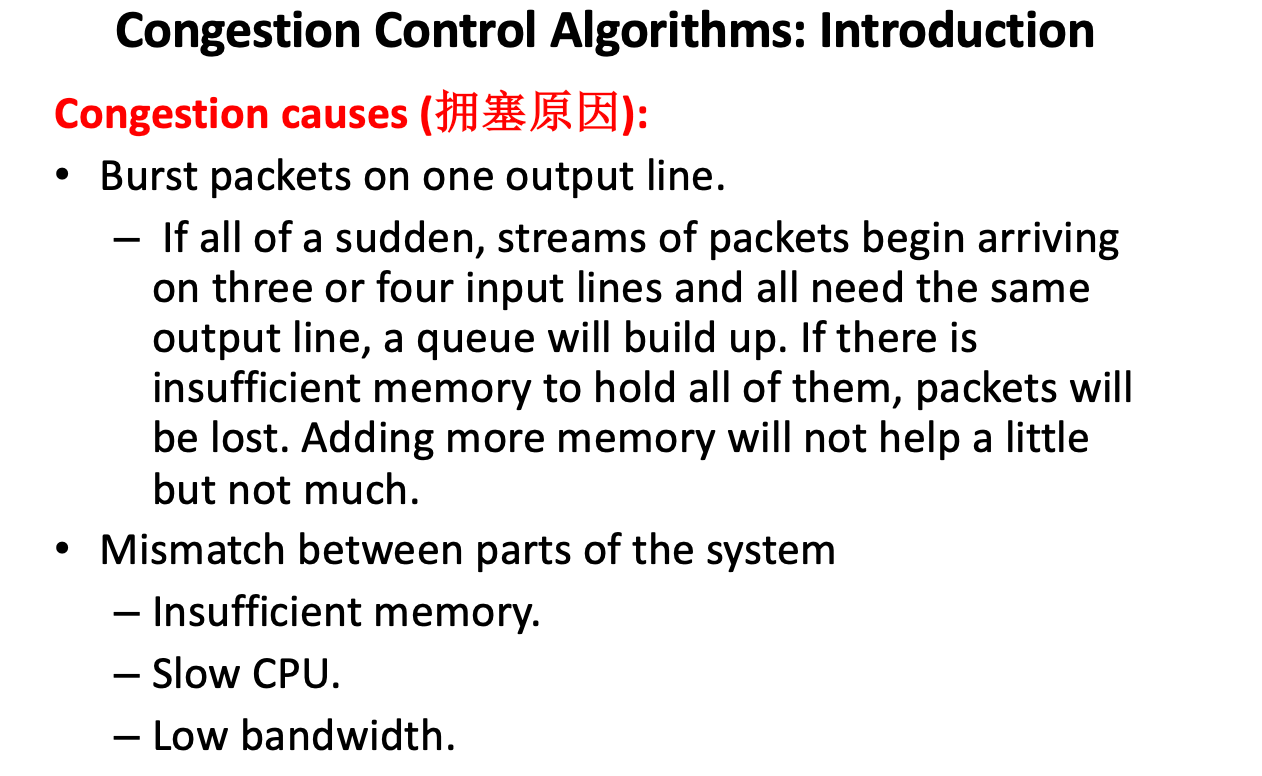 Congestion Control Algorithms: Introduction
Congestion causes (拥塞原因):
• Burst packets on one output line.
– If all of a sudden, streams of packets begin arriving
on three or four input lines and all need the same
output line, a queue will build up. If there is
insufficient memory to hold all of them, packets will
be lost. Adding more memory will not help a little
but not much.
• Mismatch between parts of the system
– Insufficient memory.
– Slow CPU.
– Low bandwidth.